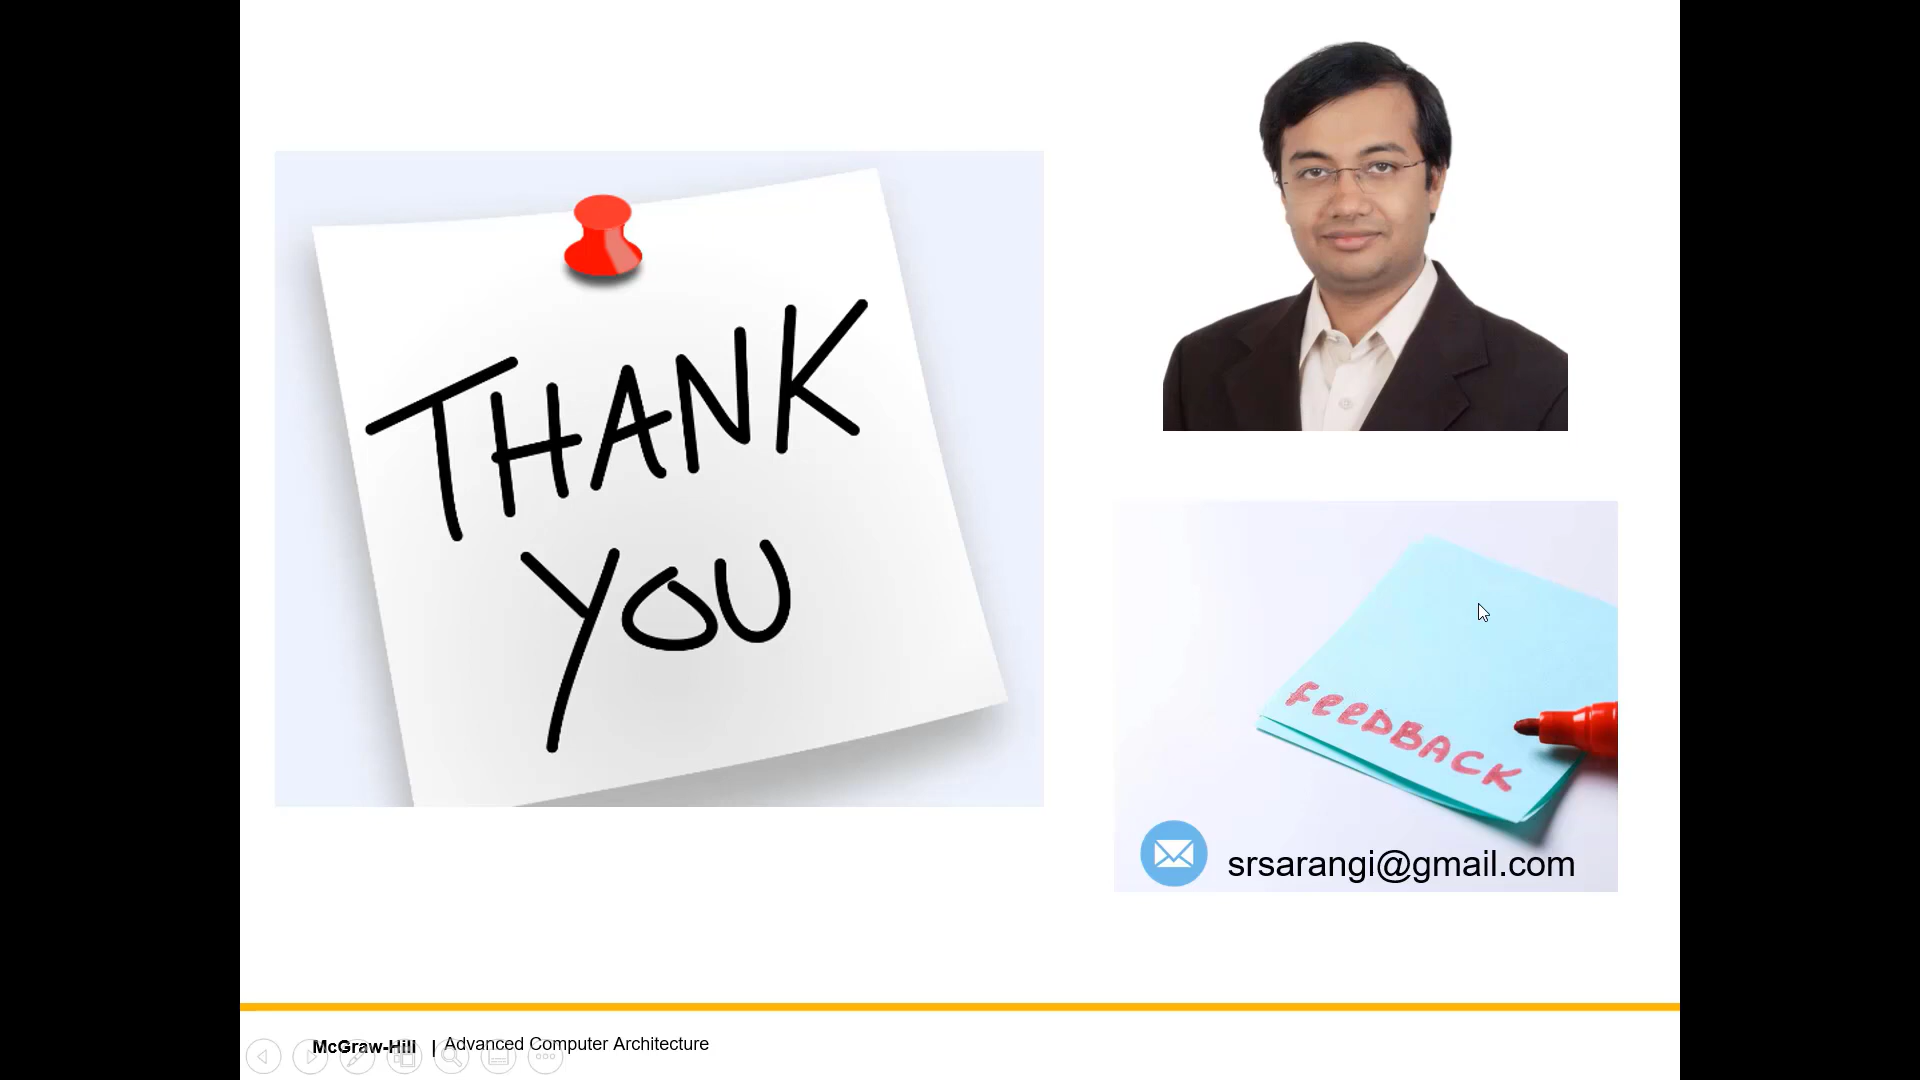 THANK
YOU
FEEDBACK
srsarangi@gmail.com
McGraw-Hill | Advanced Computer Architecture